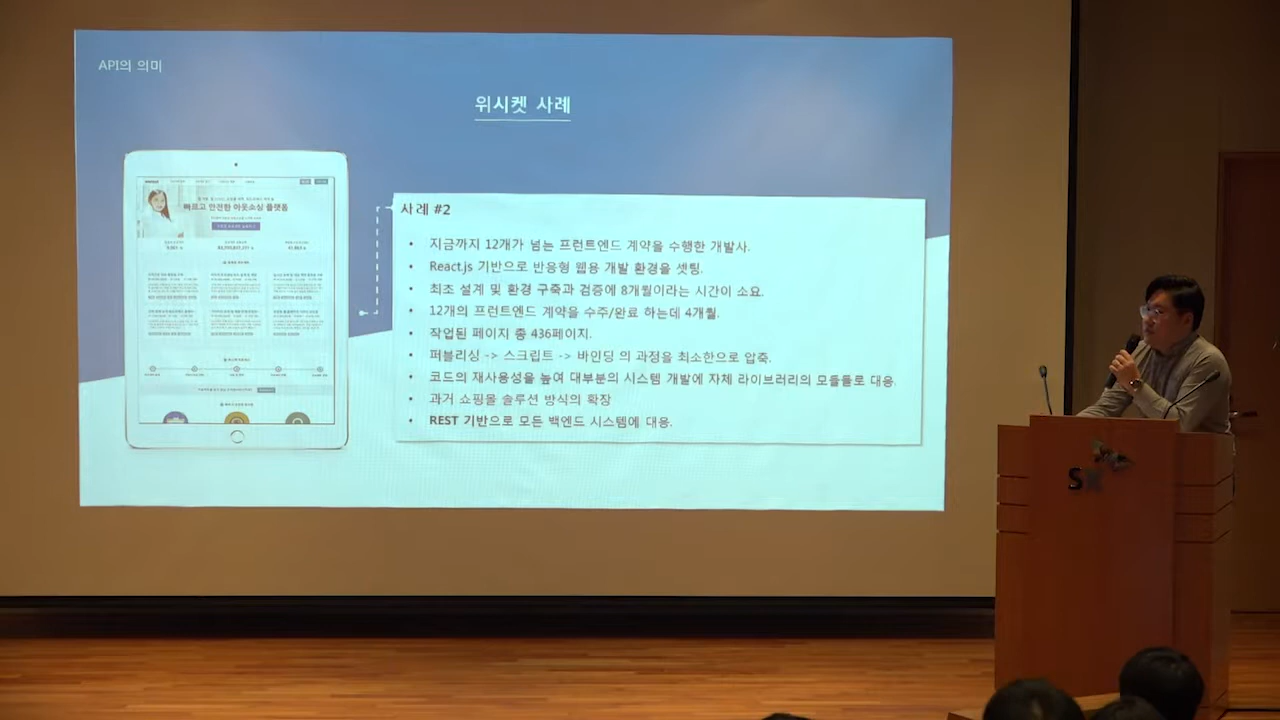 API의 의미
위시켓 사례
빠르고 안전한 아웃소싱 플랫폼
사례 #2
• 지금까지 12개가 넘는 프런트엔드 계약을 수행한 개발사.
• React.js 기반으로 반응형 웹용 개발 환경을 셋팅.
• 최조 설계 및 환경 구축과 검증에 8개월이라는 시간이 소요.
• 12개의 프런트엔드 계약을 수주/완료 하는데 4개월.
• 작업된 페이지 총 436페이지.
• 퍼블리싱 -> 스크립트 -> 바인딩 의 과정을 최소한으로 압축.
• 코드의 재사용성을 높여 대부분의 시스템 개발에 자체 라이브러리의 모듈들로 대응.
• 과거 쇼핑몰 솔루션 방식의 확장
• REST 기반으로 모든 백엔드 시스템에 대응.